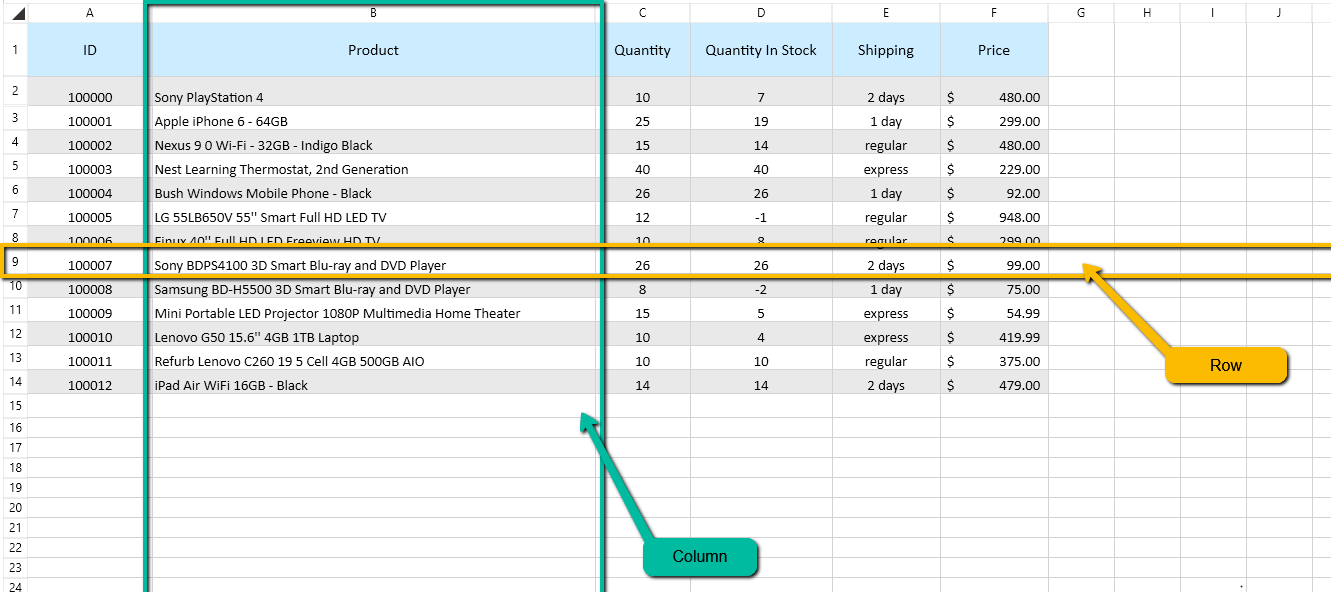 A B C D E F G H I J
1 ID Product Quantity Quantity In Stock Shipping Price
2 100000 Sony PlayStation 4 10 7 2 days $ 480.00
3 100001 Apple iPhone 6 - 64GB 25 19 1 day $ 299.00
4 100002 Nexus 9 0 Wi-Fi - 32GB - Indigo Black 15 14 regular $ 480.00
5 100003 Nest Learning Thermostat, 2nd Generation 40 40 express $ 229.00
6 100004 Bush Windows Mobile Phone - Black 26 26 1 day $ 92.00
7 100005 LG 55LB650V 55'' Smart Full HD LED TV 12 -1 regular $ 948.00
8 100006 Finux 40'' Full HD LED Freeview HD TV 10 8 regular $ 299.00
9 100007 Sony BDPS4100 3D Smart Blu-ray and DVD Player 26 26 2 days $ 99.00
10 100008 Samsung BD-H5500 3D Smart Blu-ray and DVD Player 8 -2 1 day $ 75.00
11 100009 Mini Portable LED Projector 1080P Multimedia Home Theater 15 5 express $ 54.99
12 100010 Lenovo G50 15.6'' 4GB 1TB Laptop 10 4 express $ 419.99
13 100011 Refurb Lenovo C260 19 5 Cell 4GB 500GB AIO 10 10 regular $ 375.00
Row
14 100012 iPad Air WiFi 16GB - Black 14 14 2 days $ 479.00
15
16
17
18
19
20
21
22
Column
23
24